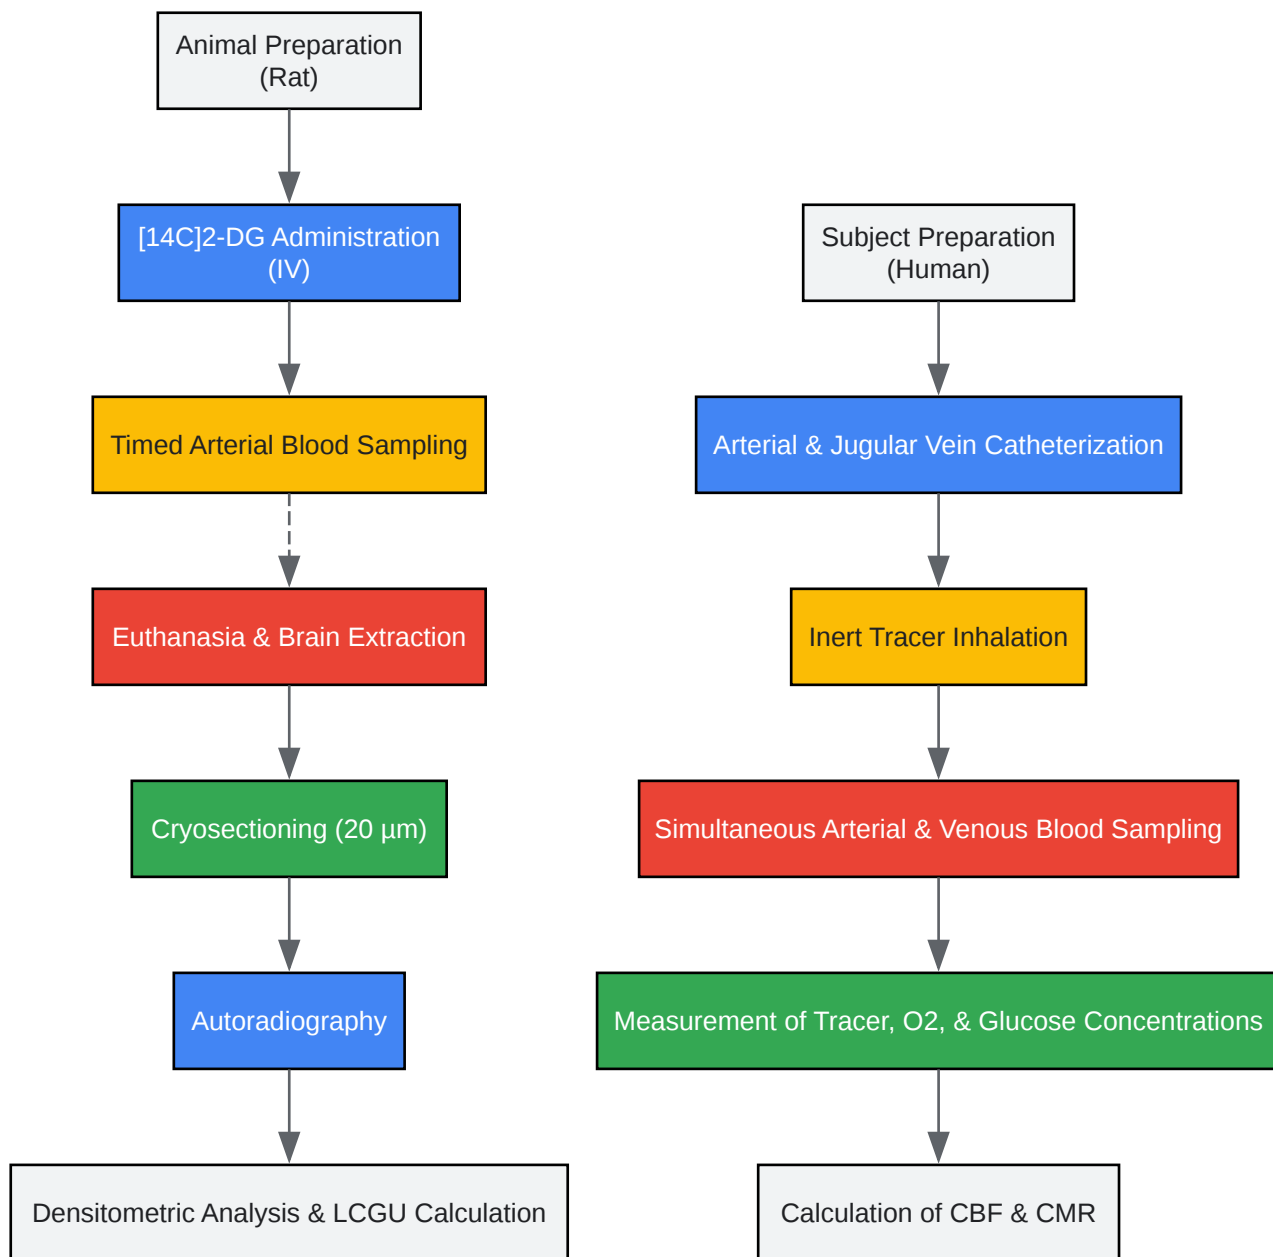 Animal Preparation
(Rat)
[14C]2-DG Administration
(IV)
Timed Arterial Blood Sampling
Euthanasia & Brain Extraction
Cryosectioning (20 µm)
Autoradiography
Densitometric Analysis & LCGU Calculation
Subject Preparation
(Human)
Arterial & Jugular Vein Catheterization
Inert Tracer Inhalation
Simultaneous Arterial & Venous Blood Sampling
Measurement of Tracer, O2, & Glucose Concentrations
Calculation of CBF & CMR